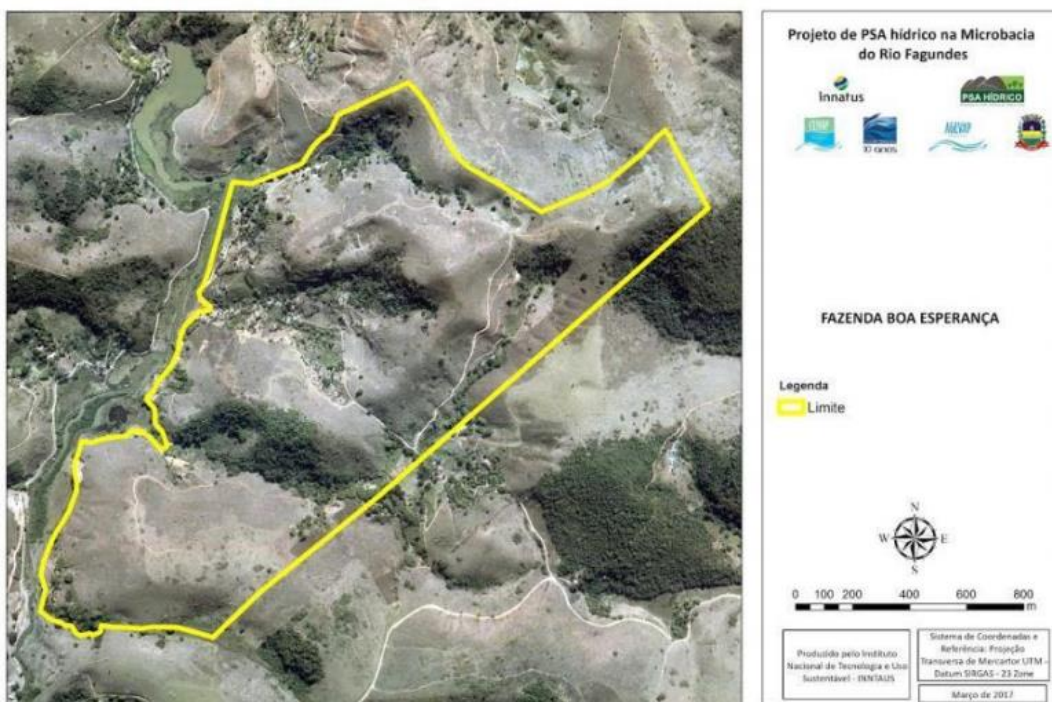 Projeto de PSA hídrico na Microbacia
do Rio Fagundes
Innatus
PSA HÍDRICO
10 anos
AGEVAP
FAZENDA BOA ESPERANÇA
Legenda
Limite
N
W E
S
0 100 200 400 600 800
m
Produzido pelo Instituto
Nacional de Tecnologia e Uso
Sustentável - INNTAUS
Sistema de Coordenadas e
Referência: Projeção
Transversa de Mercartor UTM -
Datum SIRGAS - 23 Zone
Março de 2017